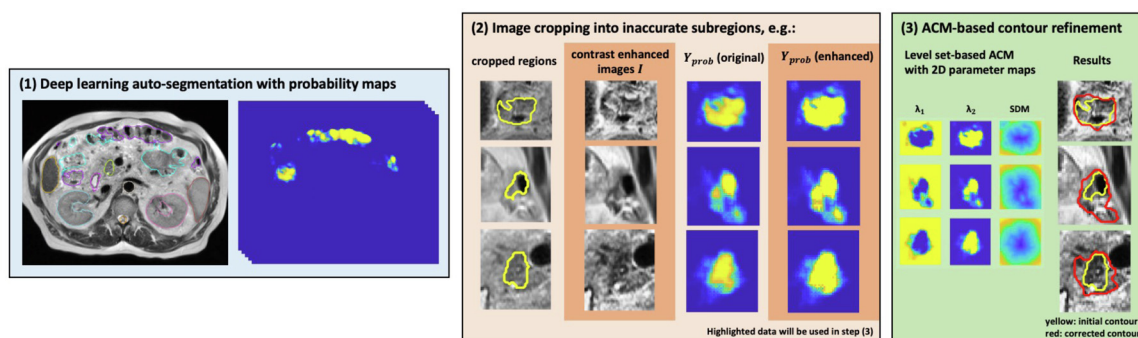 (1) Deep learning auto-segmentation with probability maps
(2) Image cropping into inaccurate subregions, e.g.:
cropped regions
contrast enhanced
images I
Y_prob (original)
Y_prob (enhanced)
Highlighted data will be used in step (3)
(3) ACM-based contour refinement
Level set-based ACM
with 2D parameter maps
Results
λ₁
λ₂
SDM
yellow: initial contour
red: corrected contour